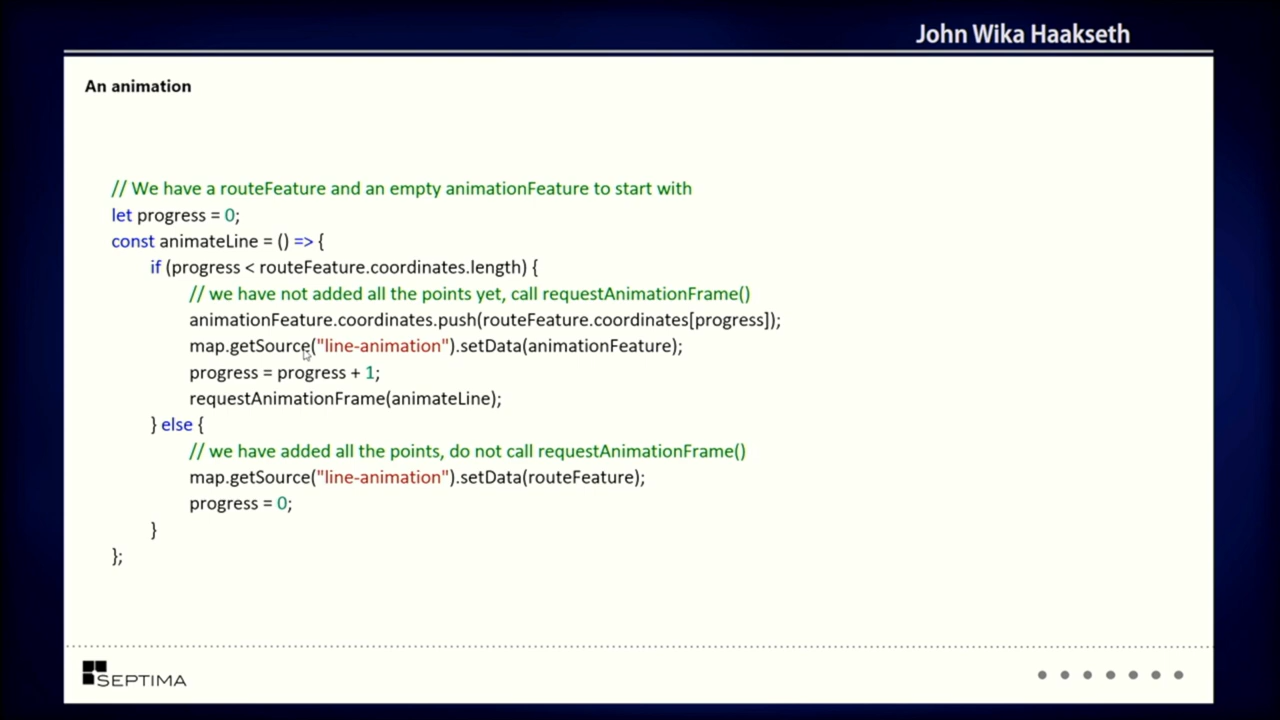 John Wika Haakseth
An animation
// We have a routeFeature and an empty animationFeature to start with
let progress = 0;
const animateLine = () => {
if (progress < routeFeature.coordinates.length) {
// we have not added all the points yet, call requestAnimationFrame()
animationFeature.coordinates.push(routeFeature.coordinates[progress]);
map.getSource("line-animation").setData(animationFeature);
progress = progress + 1;
requestAnimationFrame(animateLine);
} else {
// we have added all the points, do not call requestAnimationFrame()
map.getSource("line-animation").setData(routeFeature);
progress = 0;
}
};
SEPTIMA